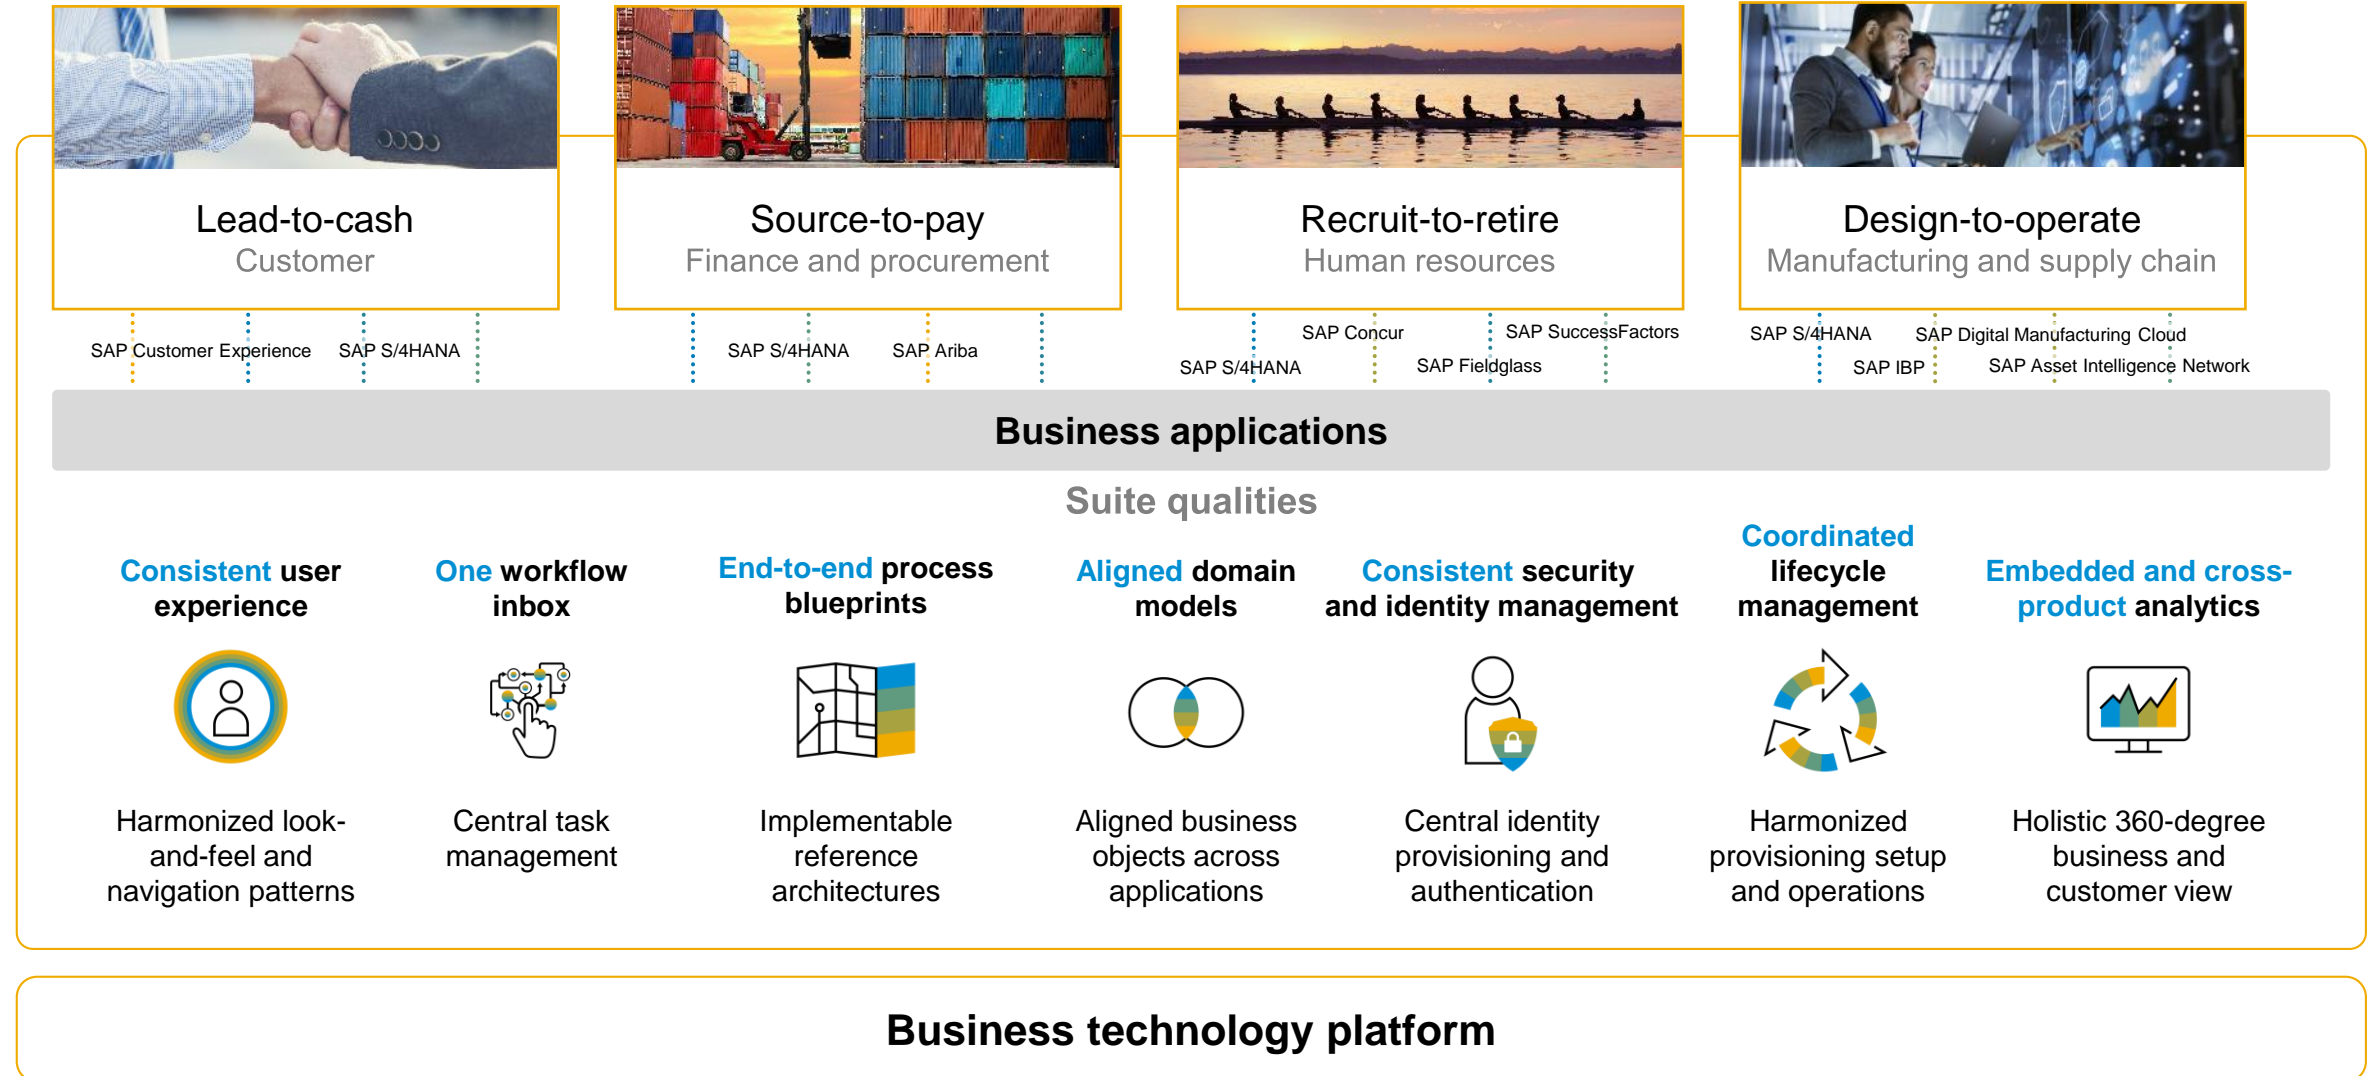 Lead-to-cash
Customer
Source-to-pay
Finance and procurement
Recruit-to-retire
Human resources
Design-to-operate
Manufacturing and supply chain
SAP Customer Experience
SAP S/4HANA
SAP S/4HANA
SAP Ariba
SAP S/4HANA
SAP Concur
SAP Fieldglass
SAP SuccessFactors
SAP S/4HANA
SAP IBP
SAP Digital Manufacturing Cloud
SAP Asset Intelligence Network
Business applications
Suite qualities
Consistent user
experience
Harmonized look-
and-feel and
navigation patterns
One workflow
inbox
Central task
management
End-to-end process
blueprints
Implementable
reference
architectures
Aligned domain
models
Aligned business
objects across
applications
Consistent security
and identity management
Central identity
provisioning and
authentication
Coordinated
lifecycle
management
Harmonized
provisioning setup
and operations
Embedded and cross-
product analytics
Holistic 360-degree
business and
customer view
Business technology platform